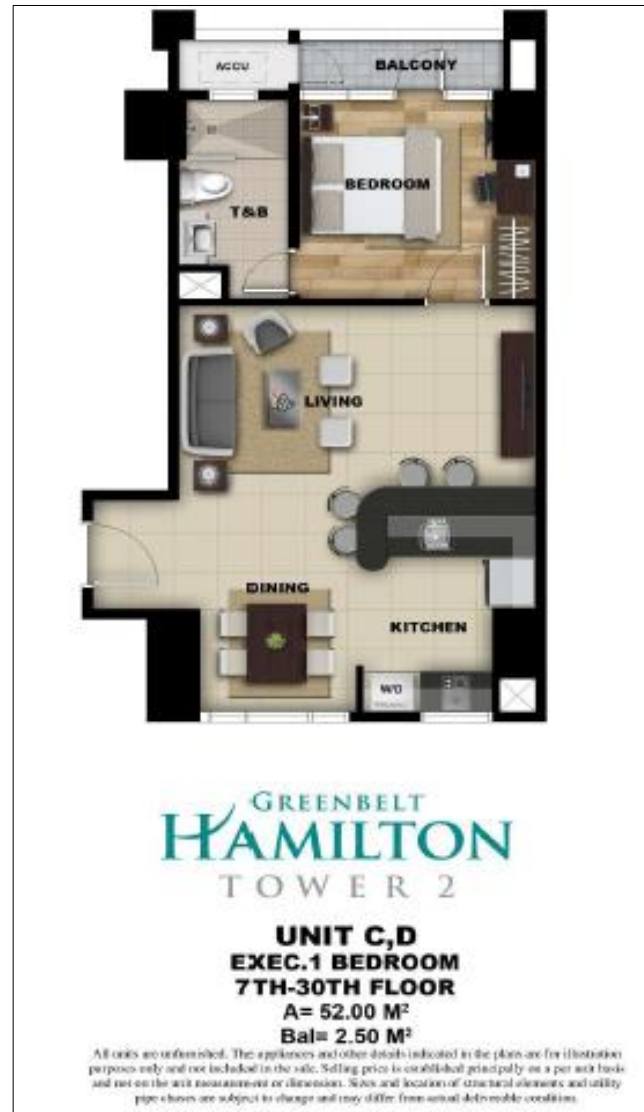 ACCU
BALCONY
BEDROOM
T&B
LIVING
DINING
KITCHEN
W/D
GREENBELT
HAMILTON
TOWER 2
UNIT C,D
EXEC.1 BEDROOM
7TH-30TH FLOOR
A= 52.00 M²
Bal= 2.50 M²
All units are unfurnished. The appliances and other details indicated in the plans are for illustration
purposes only and not included in the sale. Selling price is established principally on a per unit basis
and not on the unit measurement or dimension. Sizes and location of structural elements and utility
pipe chases are subject to change and may differ from actual deliverable condition.